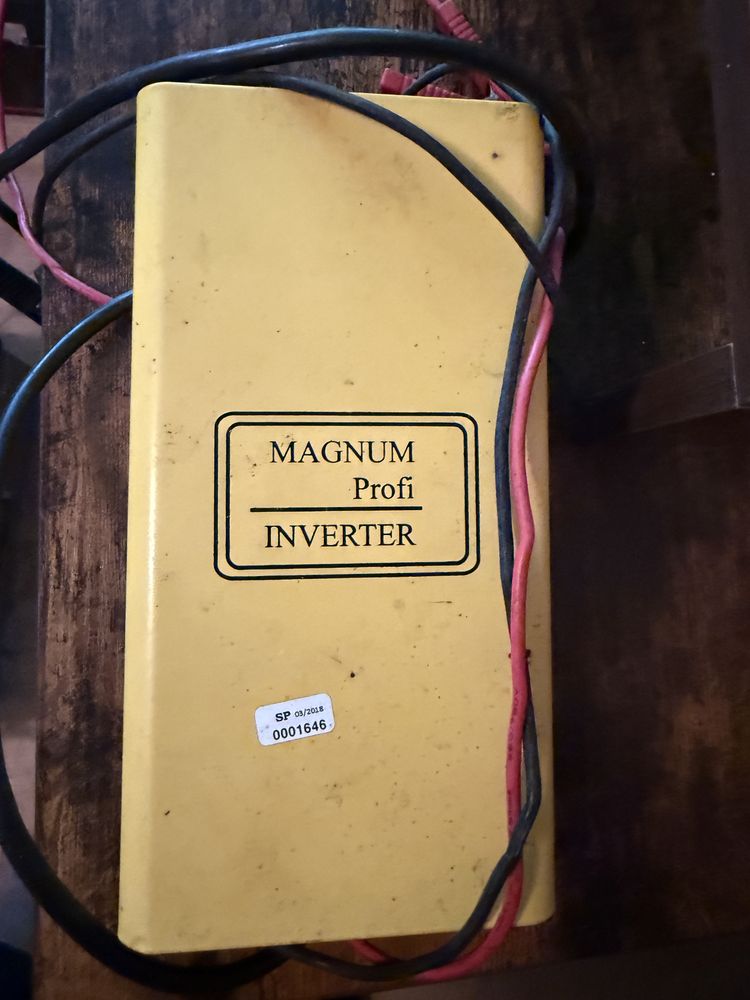 MAGNUM
Profi
INVERTER
SP 03/2018
0001646